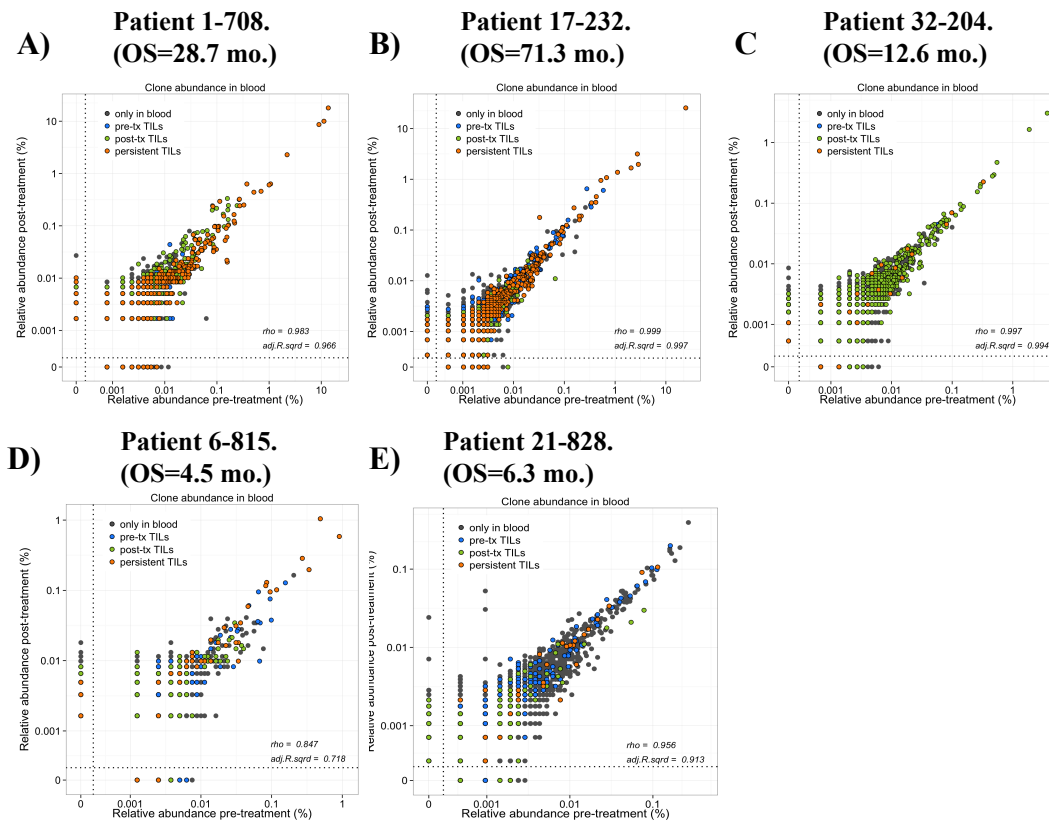 A)
Patient 1-708.
(OS=28.7 mo.)
Clone abundance in blood
only in blood
pre-tx TILs
post-tx TILs
persistent TILs
Relative abundance post-treatment (%)
10
1
0.1
0.01
0.001
0
rho = 0.983
adj.R.sqrd = 0.966
0 0.001 0.01 0.1 1 10
Relative abundance pre-treatment (%)
B)
Patient 17-232.
(OS=71.3 mo.)
Clone abundance in blood
only in blood
pre-tx TILs
post-tx TILs
persistent TILs
Relative abundance post-treatment (%)
10
1
0.1
0.01
0.001
0
rho = 0.999
adj.R.sqrd = 0.997
0 0.001 0.01 0.1 1 10
Relative abundance pre-treatment (%)
C)
Patient 32-204.
(OS=12.6 mo.)
Clone abundance in blood
only in blood
pre-tx TILs
post-tx TILs
persistent TILs
Relative abundance post-treatment (%)
1
0.1
0.01
0.001
0
rho = 0.997
adj.R.sqrd = 0.994
0 0.001 0.01 0.1 1
Relative abundance pre-treatment (%)
D)
Patient 6-815.
(OS=4.5 mo.)
Clone abundance in blood
only in blood
pre-tx TILs
post-tx TILs
persistent TILs
Relative abundance post-treatment (%)
1
0.1
0.01
0.001
0
rho = 0.847
adj.R.sqrd = 0.718
0 0.001 0.01 0.1 1
Relative abundance pre-treatment (%)
E)
Patient 21-828.
(OS=6.3 mo.)
Clone abundance in blood
only in blood
pre-tx TILs
post-tx TILs
persistent TILs
Relative abundance post-treatment (%)
0.1
0.01
0.001
0
rho = 0.956
adj.R.sqrd = 0.913
0 0.001 0.01 0.1
Relative abundance pre-treatment (%)